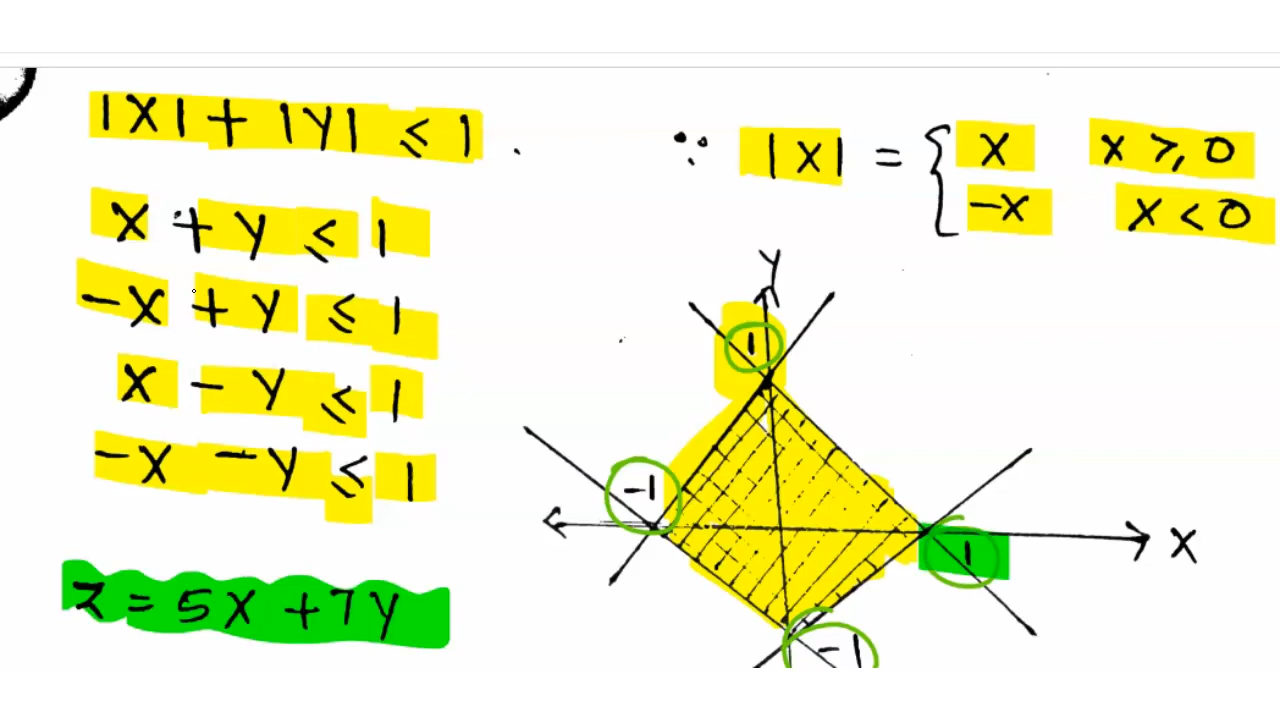 |X| + |Y| ≤ 1 .
∵ |X| = { X X ≥ 0
-X X < 0
X + Y ≤ 1
-X + Y ≤ 1
X - Y ≤ 1
-X - Y ≤ 1
Z = 5X + 7Y
Y
1
-1
1
X
-1